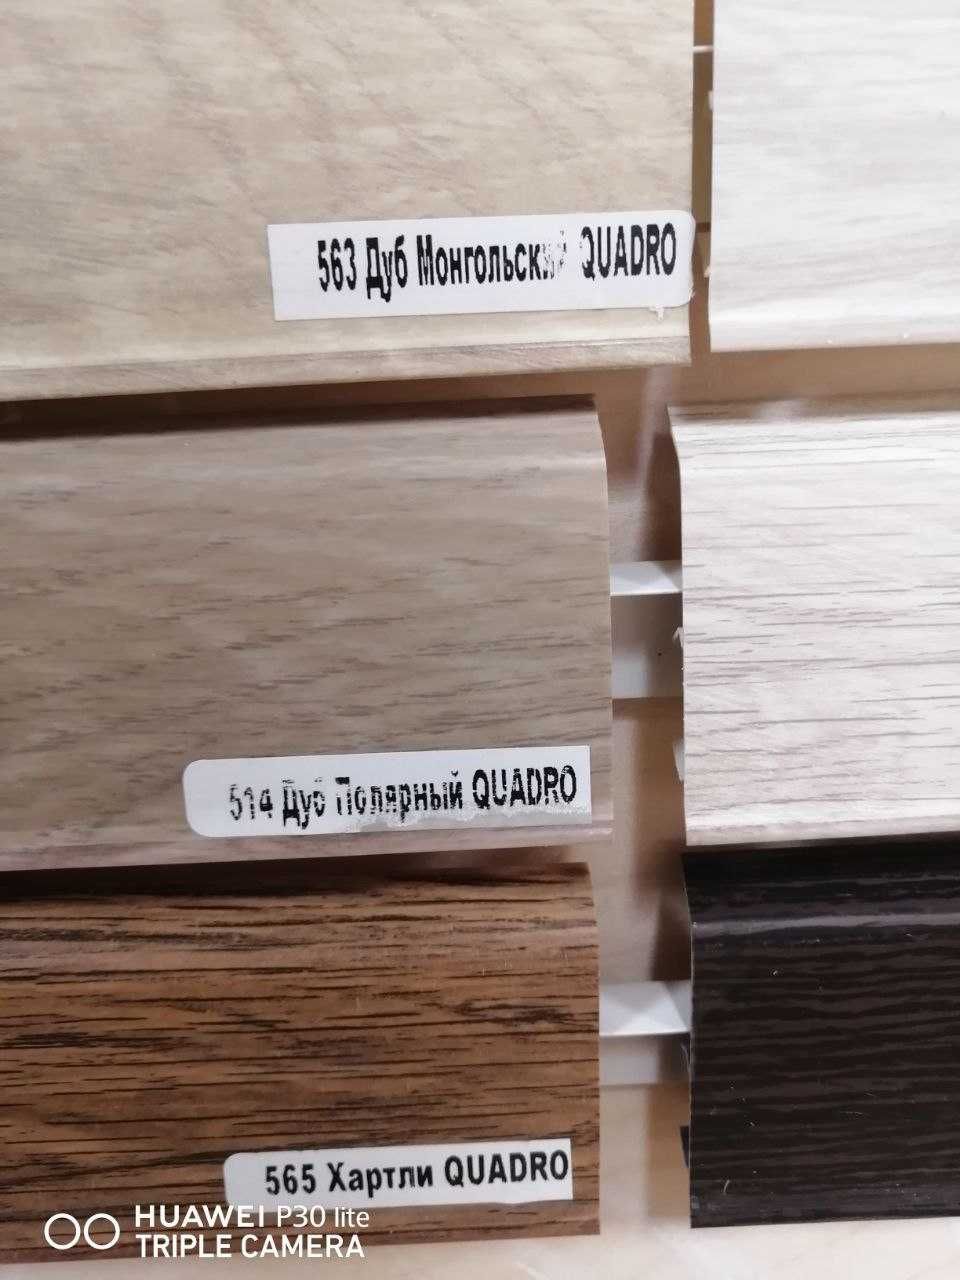 563 Дуб Монгольский QUADRO
514 Дуб Полярный QUADRO
565 Хартли QUADRO
HUAWEI P30 lite
TRIPLE CAMERA